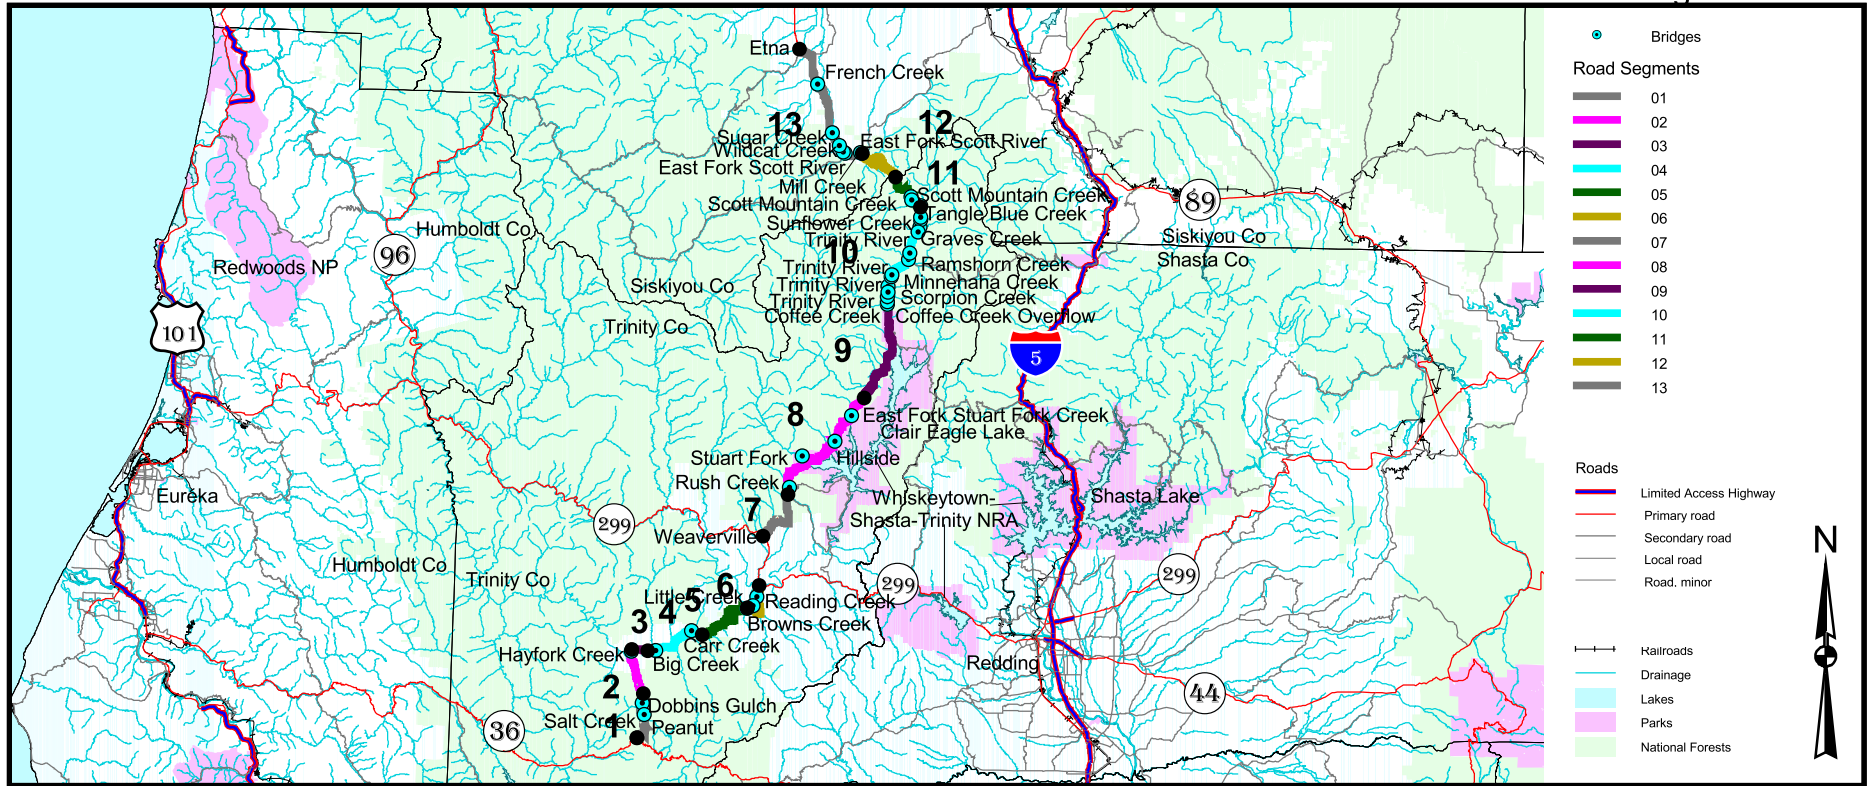 Etna
French Creek
13
12
Sugar Creek
East Fork Scott River
Wildcat Creek
East Fork Scott River
11
Mill Creek
Scott Mountain Creek
Scott Mountain Creek
Tangle Blue Creek
Sunflower Creek
Trinity River
Graves Creek
10
Trinity River
Ramshorn Creek
Trinity River
Minnehaha Creek
Trinity River
Scorpion Creek
Coffee Creek
Coffee Creek Overflow
9
8
East Fork Stuart Fork Creek
Clair Eagle Lake
Stuart Fork
Hillside
Rush Creek
Whiskeytown-
Shasta-Trinity NRA
7
Weaverville
6
Little Creek
5
Reading Creek
4
Browns Creek
3
Carr Creek
Hayfork Creek
Big Creek
2
Dobbins Gulch
Salt Creek
1
Peanut
89
Humboldt Co
Siskiyou Co
96
Shasta Co
Redwoods NP
Siskiyou Co
Trinity Co
101
5
Eureka
Shasta Lake
299
Humboldt Co
Trinity Co
299
299
Redding
44
36
Bridges
Road Segments
01
02
03
04
05
06
07
08
09
10
11
12
13
Roads
Limited Access Highway
Primary road
Secondary road
Local road
Road, minor
Railroads
Drainage
Lakes
Parks
National Forests
N